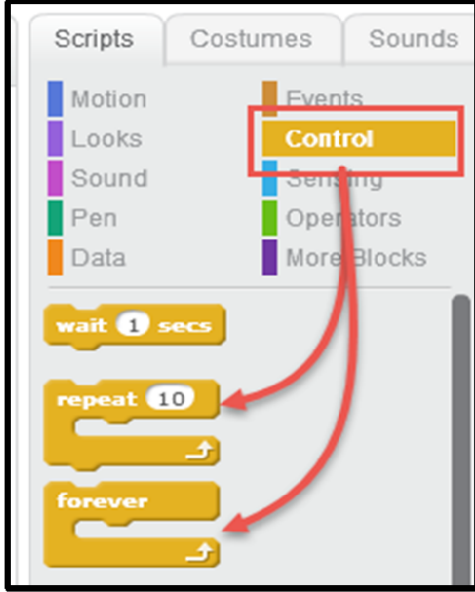 Scripts Costumes Sounds
Motion Events
Looks Control
Sound Sensing
Pen Operators
Data More Blocks
wait 1 secs
repeat 10
forever